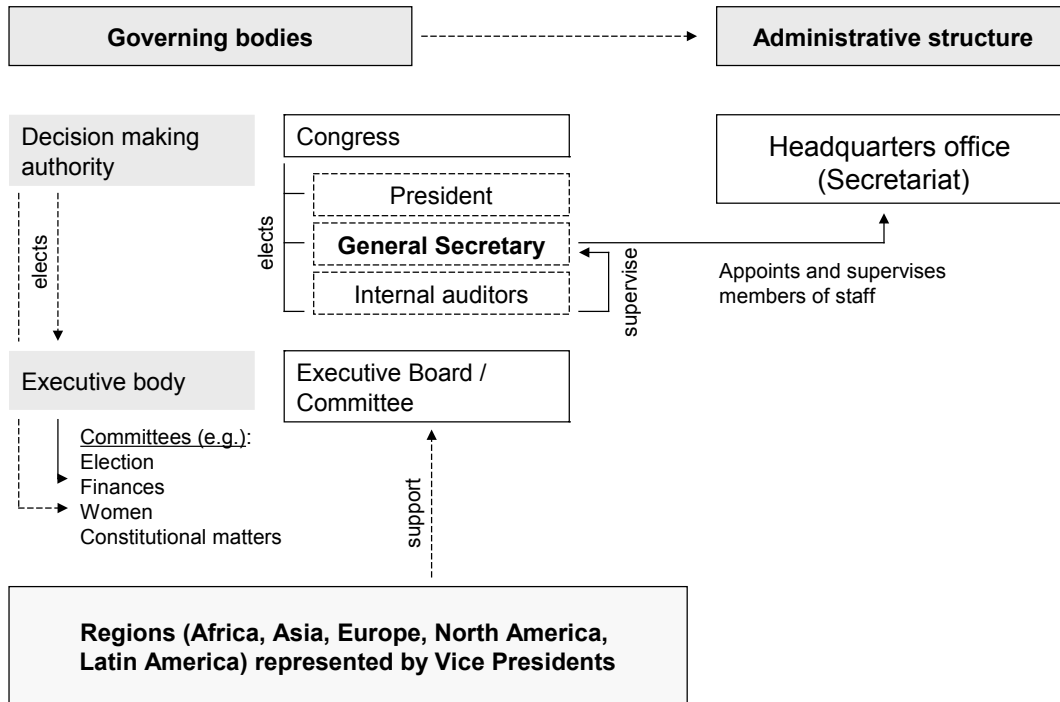 Governing bodies
Administrative structure
Decision making
authority
elects
Congress
elects
President
General Secretary
Internal auditors
supervise
Headquarters office
(Secretariat)
Appoints and supervises
members of staff
Executive body
Executive Board /
Committee
Committees (e.g.):
Election
Finances
Women
Constitutional matters
support
Regions (Africa, Asia, Europe, North America,
Latin America) represented by Vice Presidents